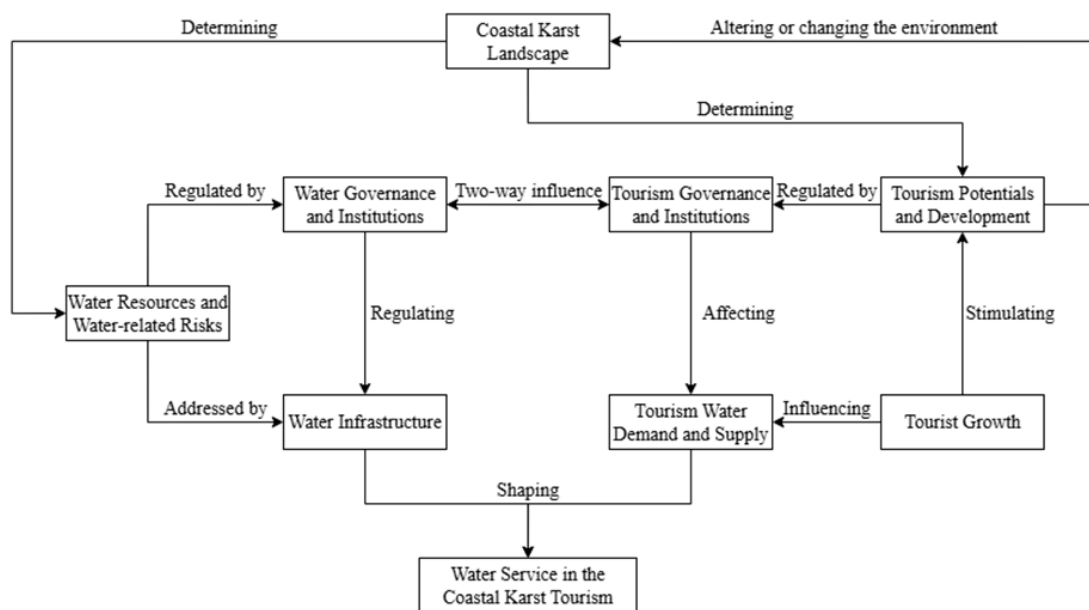 Determining
Coastal Karst
Landscape
Altering or changing the environment
Determining
Regulated by
Water Governance
and Institutions
Two-way influence
Tourism Governance
and Institutions
Regulated by
Tourism Potentials
and Development
Water Resources and
Water-related Risks
Regulating
Affecting
Stimulating
Addressed by
Water Infrastructure
Tourism Water
Demand and Supply
Influencing
Tourist Growth
Shaping
Water Service in the
Coastal Karst Tourism